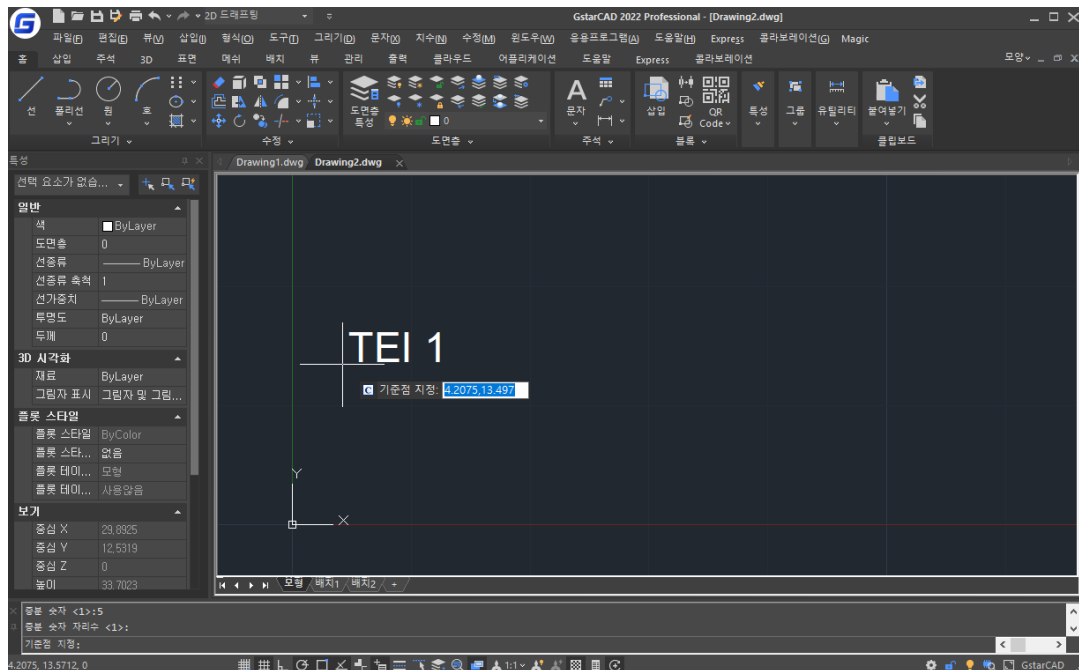 2D 드래프팅
GstarCAD 2022 Professional - [Drawing2.dwg]
파일(F) 편집(E) 뷰(V) 삽입(I) 형식(O) 도구(T) 그리기(D) 문자(X) 치수(N) 수정(M) 윈도우(W) 응용프로그램(A) 도움말(H) Express 콜라보레이션(G) Magic
홈 삽입 주석 3D 표면 메쉬 배치 뷰 관리 출력 클라우드 어플리케이션 도움말 Express 콜라보레이션 모양
선 폴리선 원 호 도면층 특성 0 문자 삽입 QR Code 특성 그룹 유틸리티 붙여넣기
그리기 수정 도면층 주석 블록 클립보드
특성
Drawing1.dwg Drawing2.dwg
선택 요소가 없습...
일반
색 ByLayer
도면층 0
선종류 ByLayer
선종류 축척 1
선가중치 ByLayer
투명도 ByLayer
두께 0
3D 시각화
재료 ByLayer
그림자 표시 그림자 및 그림...
플롯 스타일
플롯 스타일 ByColor
플롯 스타... 없음
플롯 테이... 모형
플롯 테이... 사용않음
보기
중심 X 29,8925
중심 Y 12,5319
중심 Z 0
높이 33,7023
TEI 1
기준점 지정: 4.2075,13.497
Y
X
모형 배치1 배치2 +
증분 숫자 <1>:5
증분 숫자 자리수 <1>:
기준점 지정:
4.2075, 13.5712, 0
1:1
GstarCAD